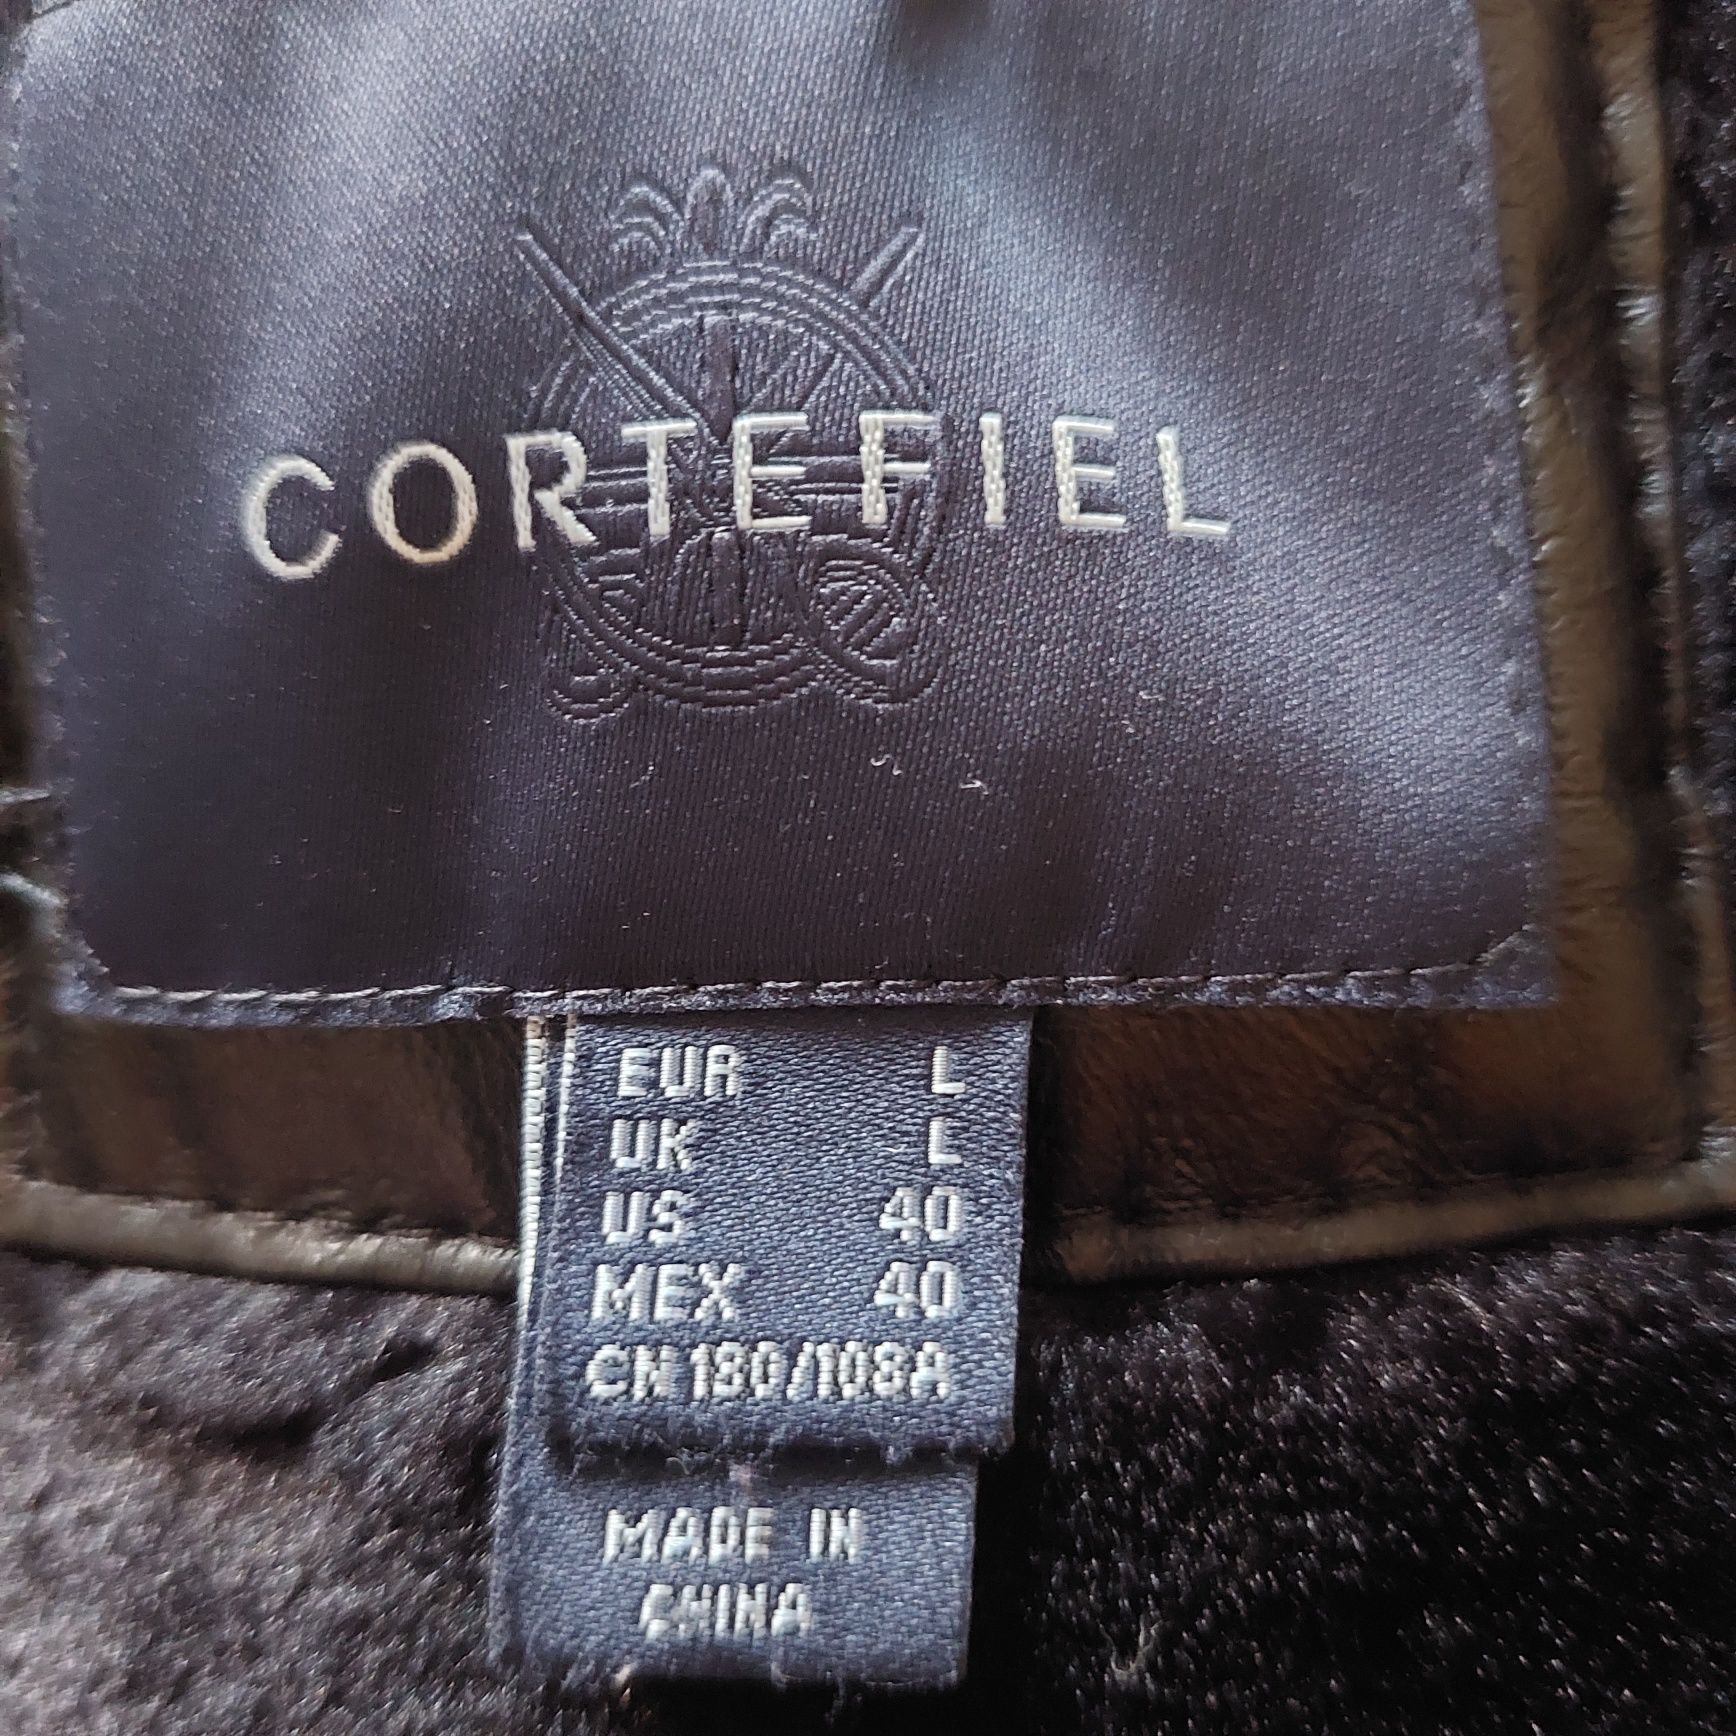 CORTEFIEL
EUR L
UK L
US 40
MEX 40
CN 180/108A
MADE IN
CHINA